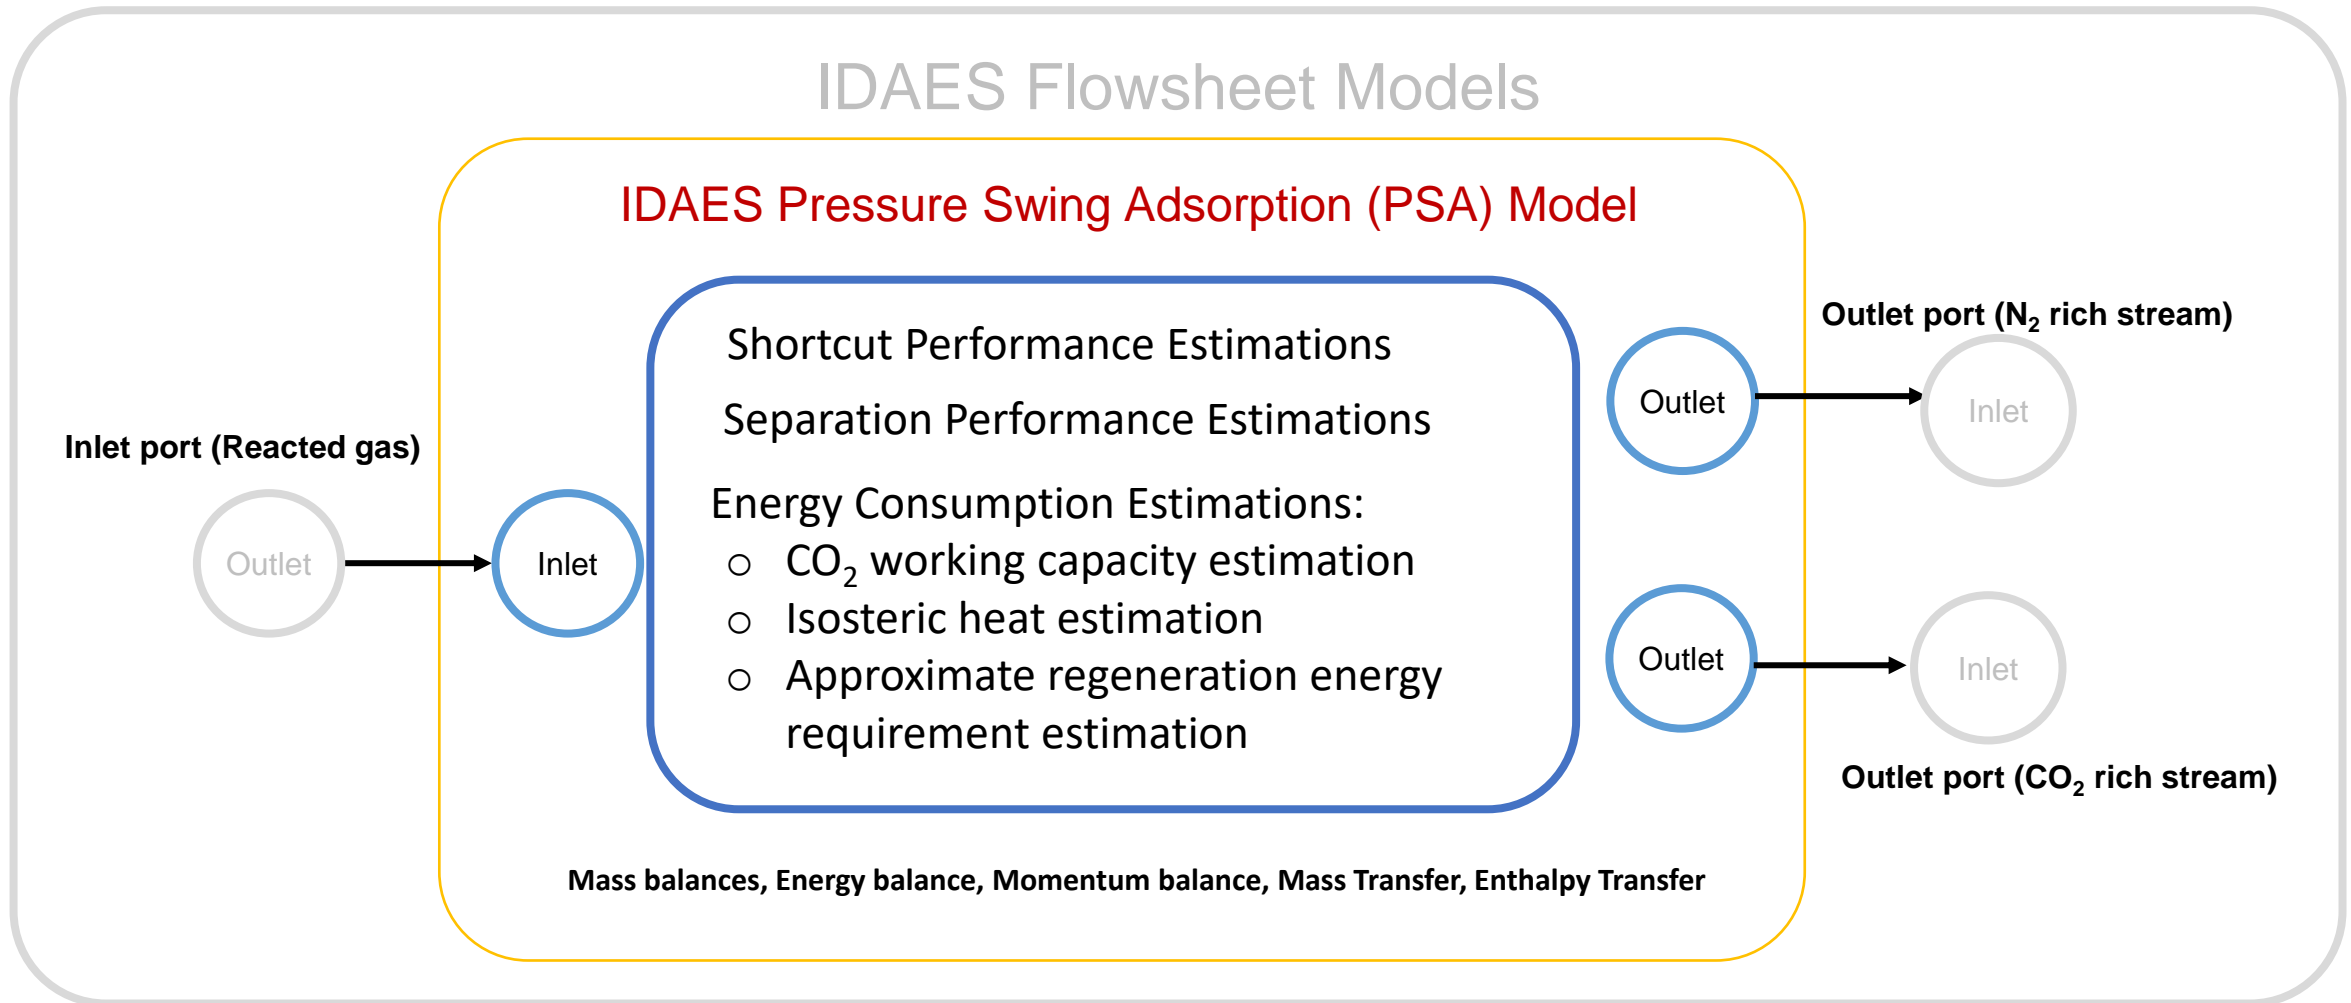 IDAES Flowsheet Models
IDAES Pressure Swing Adsorption (PSA) Model
Inlet port (Reacted gas)
Outlet
Inlet
Shortcut Performance Estimations
Separation Performance Estimations
Energy Consumption Estimations:
○ CO₂ working capacity estimation
○ Isosteric heat estimation
○ Approximate regeneration energy
requirement estimation
Outlet
Outlet port (N₂ rich stream)
Inlet
Outlet
Inlet
Outlet port (CO₂ rich stream)
Mass balances, Energy balance, Momentum balance, Mass Transfer, Enthalpy Transfer